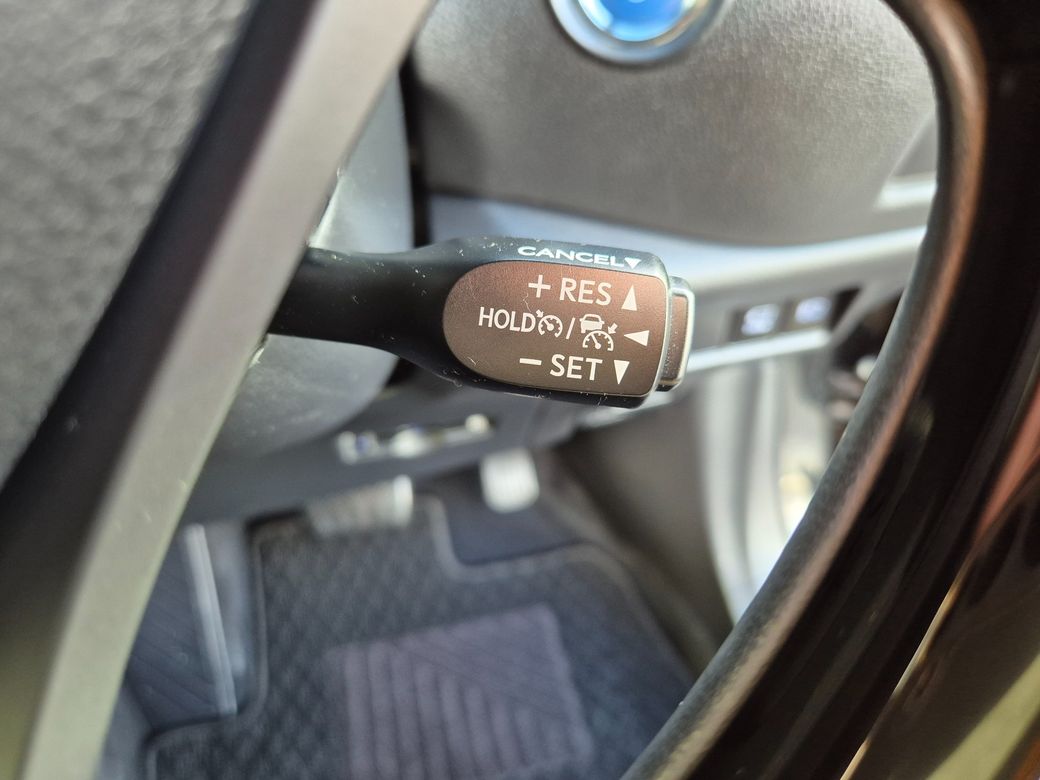 CANCEL▼
+ RES ▲
HOLD / ◀
− SET ▼